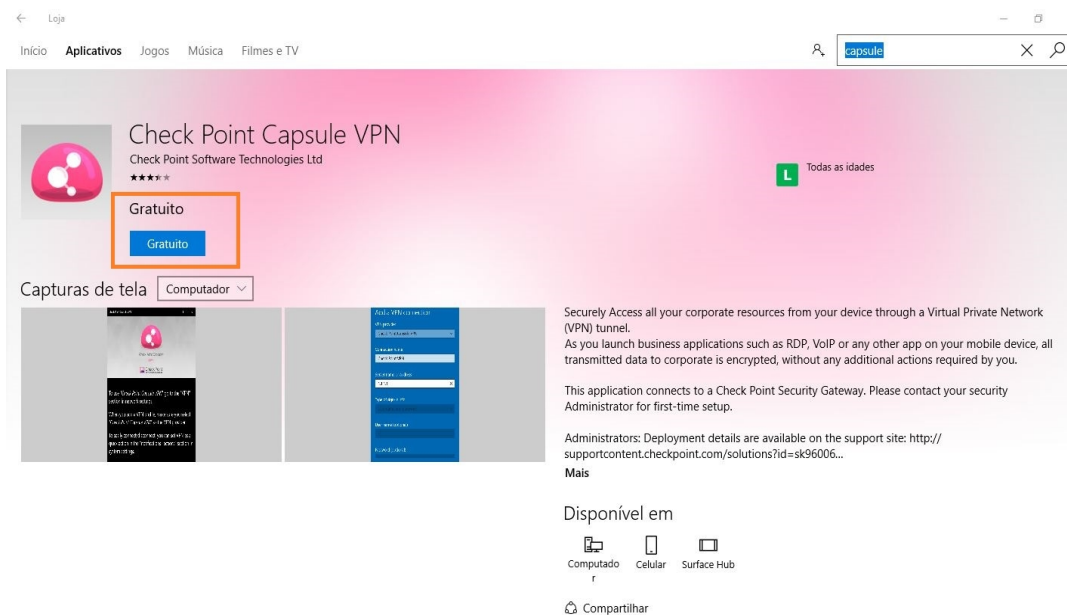 Loja
Início Aplicativos Jogos Música Filmes e TV
capsule
Check Point Capsule VPN
Check Point Software Technologies Ltd
Gratuito
Gratuito
L
Todas as idades
Capturas de tela
Computador
Securely Access all your corporate resources from your device through a Virtual Private Network
(VPN) tunnel.
As you launch business applications such as RDP, VoIP or any other app on your mobile device, all
transmitted data to corporate is encrypted, without any additional actions required by you.
This application connects to a Check Point Security Gateway. Please contact your security
Administrator for first-time setup.
Administrators: Deployment details are available on the support site: http://
supportcontent.checkpoint.com/solutions?id=sk96006...
Mais
Disponível em
Computado
r
Celular
Surface Hub
Compartilhar